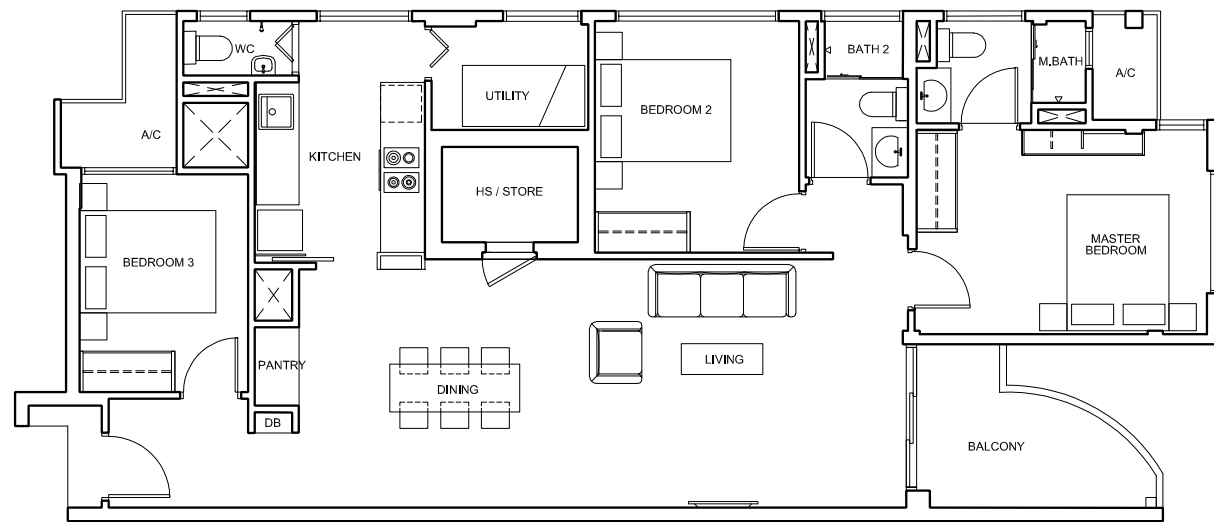 WC
BATH 2
M.BATH
A/C
UTILITY
BEDROOM 2
A/C
KITCHEN
HS / STORE
BEDROOM 3
MASTER
BEDROOM
PANTRY
LIVING
DINING
DB
BALCONY